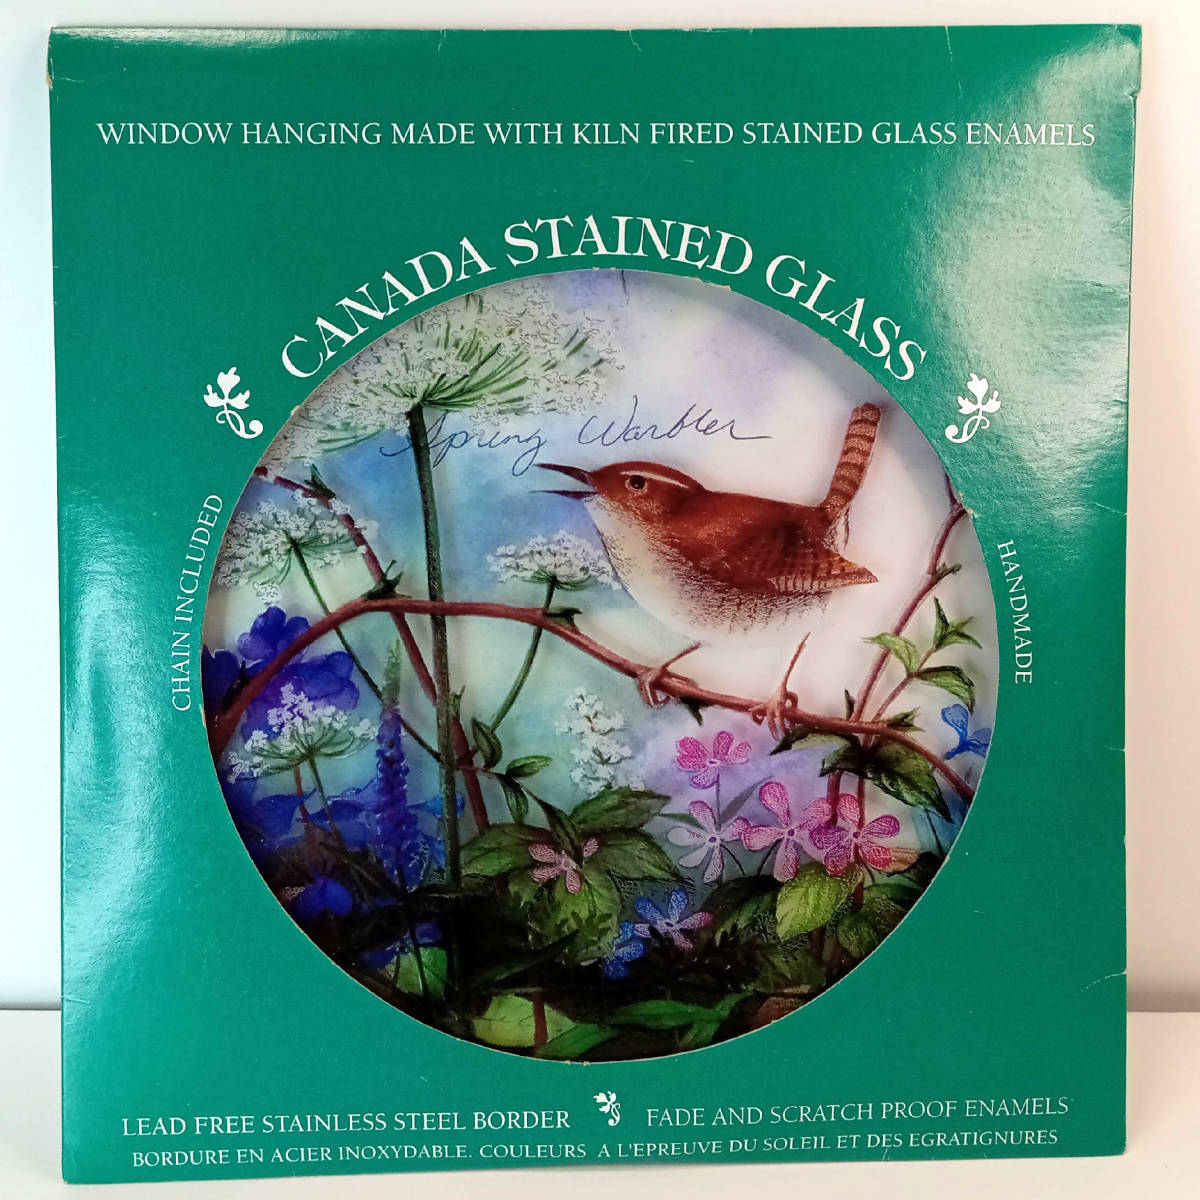 WINDOW HANGING MADE WITH KILN FIRED STAINED GLASS ENAMELS
CANADA STAINED GLASS
Spring Warbler
CHAIN INCLUDED
HANDMADE
LEAD FREE STAINLESS STEEL BORDER FADE AND SCRATCH PROOF ENAMELS
BORDURE EN ACIER INOXYDABLE. COULEURS A L'EPREUVE DU SOLEIL ET DES EGRATIGNURES